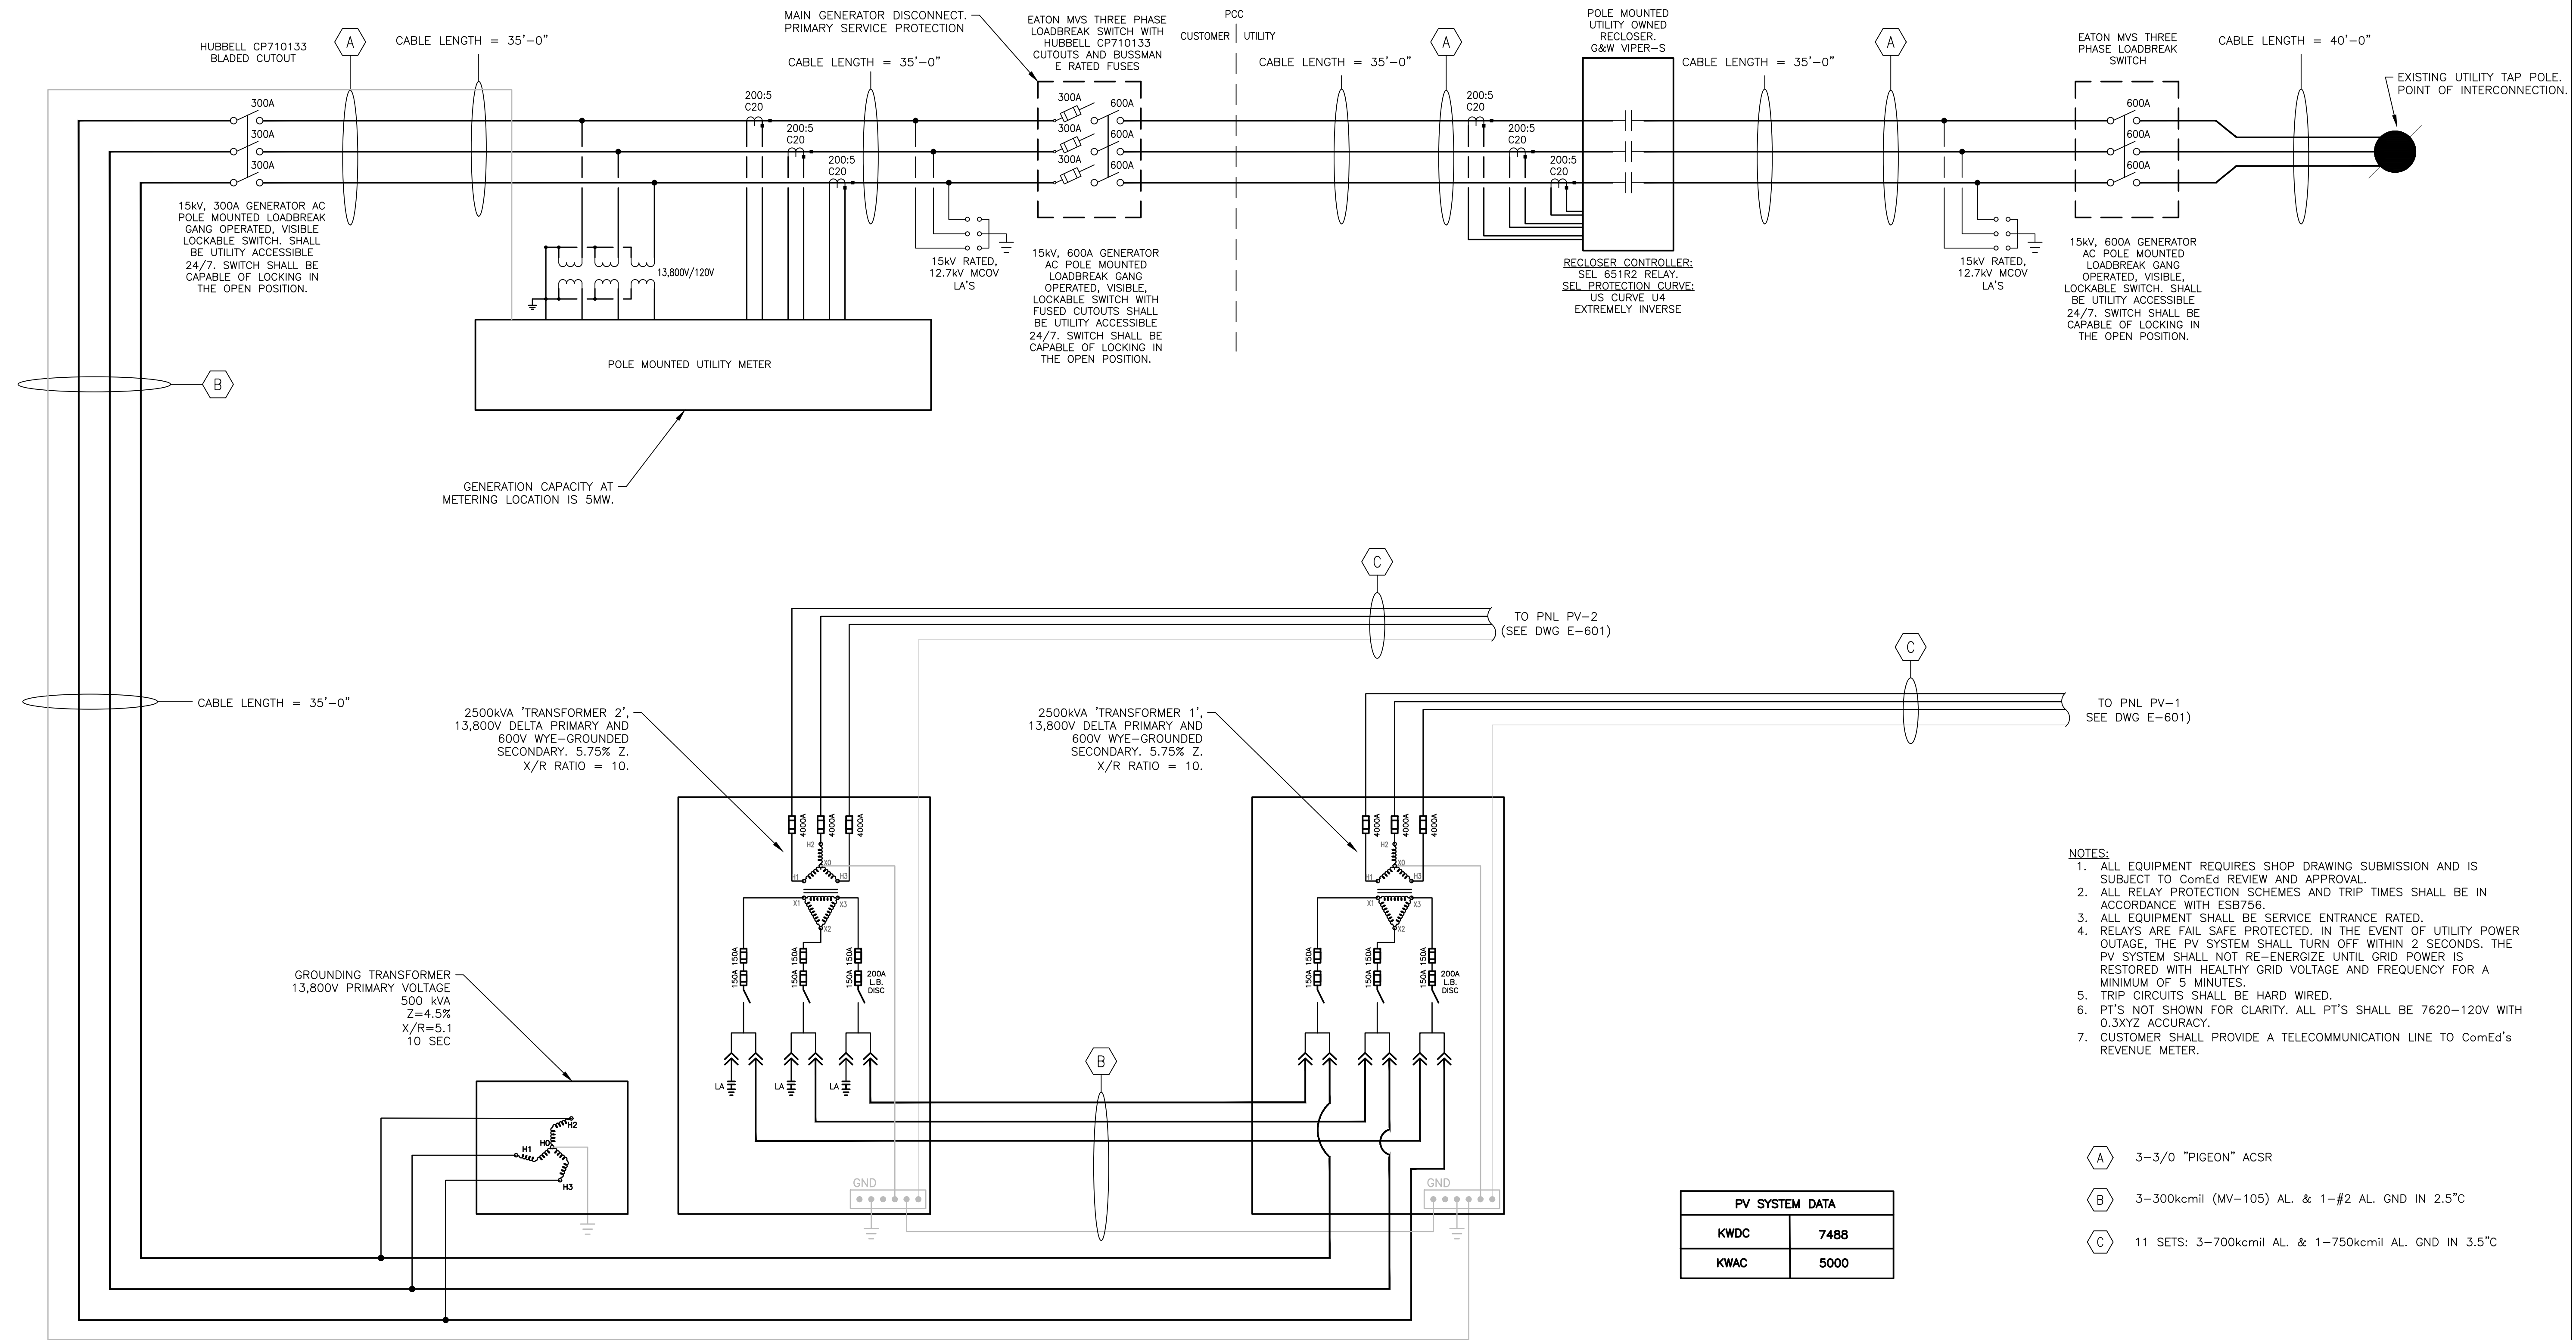 HUBBELL CP710133
BLADED CUTOUT
A
CABLE LENGTH = 35'-0"
MAIN GENERATOR DISCONNECT.
PRIMARY SERVICE PROTECTION
CABLE LENGTH = 35'-0"
EATON MVS THREE PHASE
LOADBREAK SWITCH WITH
HUBBELL CP710133
CUTOUTS AND BUSSMAN
E RATED FUSES
PCC
CUSTOMER
UTILITY
CABLE LENGTH = 35'-0"
A
POLE MOUNTED
UTILITY OWNED
RECLOSER.
G&W VIPER-S
CABLE LENGTH = 35'-0"
A
EATON MVS THREE
PHASE LOADBREAK
SWITCH
CABLE LENGTH = 40'-0"
EXISTING UTILITY TAP POLE.
POINT OF INTERCONNECTION.
300A
300A
300A
200:5
C20
200:5
C20
200:5
C20
300A
300A
300A
600A
600A
600A
200:5
C20
200:5
C20
200:5
C20
600A
600A
600A
15kV, 300A GENERATOR AC
POLE MOUNTED LOADBREAK
GANG OPERATED, VISIBLE
LOCKABLE SWITCH. SHALL
BE UTILITY ACCESSIBLE
24/7. SWITCH SHALL BE
CAPABLE OF LOCKING IN
THE OPEN POSITION.
13,800V/120V
15kV RATED,
12.7kV MCOV
LA'S
15kV, 600A GENERATOR
AC POLE MOUNTED
LOADBREAK GANG
OPERATED, VISIBLE,
LOCKABLE SWITCH WITH
FUSED CUTOUTS SHALL
BE UTILITY ACCESSIBLE
24/7. SWITCH SHALL BE
CAPABLE OF LOCKING IN
THE OPEN POSITION.
RECLOSER CONTROLLER:
SEL 651R2 RELAY.
SEL PROTECTION CURVE:
US CURVE U4
EXTREMELY INVERSE
15kV RATED,
12.7kV MCOV
LA'S
15kV, 600A GENERATOR
AC POLE MOUNTED
LOADBREAK GANG
OPERATED, VISIBLE,
LOCKABLE SWITCH. SHALL
BE UTILITY ACCESSIBLE
24/7. SWITCH SHALL BE
CAPABLE OF LOCKING IN
THE OPEN POSITION.
POLE MOUNTED UTILITY METER
B
GENERATION CAPACITY AT
METERING LOCATION IS 5MW.
C
TO PNL PV-2
(SEE DWG E-601)
C
TO PNL PV-1
SEE DWG E-601)
CABLE LENGTH = 35'-0"
2500kVA 'TRANSFORMER 2',
13,800V DELTA PRIMARY AND
600V WYE-GROUNDED
SECONDARY. 5.75% Z.
X/R RATIO = 10.
2500kVA 'TRANSFORMER 1',
13,800V DELTA PRIMARY AND
600V WYE-GROUNDED
SECONDARY. 5.75% Z.
X/R RATIO = 10.
4000A
4000A
4000A
H2
X0
H1
H3
X1
X3
X2
150A 150A
150A 150A
150A 150A
200A
L.B.
DISC
LA
LA
LA
GND
4000A
4000A
4000A
H2
X0
H1
H3
X1
X3
X2
150A 150A
150A 150A
150A 150A
200A
L.B.
DISC
GND
B
GROUNDING TRANSFORMER
13,800V PRIMARY VOLTAGE
500 kVA
Z=4.5%
X/R=5.1
10 SEC
H2
H0
H1
H3
NOTES:
1. ALL EQUIPMENT REQUIRES SHOP DRAWING SUBMISSION AND IS
SUBJECT TO ComEd REVIEW AND APPROVAL.
2. ALL RELAY PROTECTION SCHEMES AND TRIP TIMES SHALL BE IN
ACCORDANCE WITH ESB756.
3. ALL EQUIPMENT SHALL BE SERVICE ENTRANCE RATED.
4. RELAYS ARE FAIL SAFE PROTECTED. IN THE EVENT OF UTILITY POWER
OUTAGE, THE PV SYSTEM SHALL TURN OFF WITHIN 2 SECONDS. THE
PV SYSTEM SHALL NOT RE-ENERGIZE UNTIL GRID POWER IS
RESTORED WITH HEALTHY GRID VOLTAGE AND FREQUENCY FOR A
MINIMUM OF 5 MINUTES.
5. TRIP CIRCUITS SHALL BE HARD WIRED.
6. PT'S NOT SHOWN FOR CLARITY. ALL PT'S SHALL BE 7620-120V WITH
0.3XYZ ACCURACY.
7. CUSTOMER SHALL PROVIDE A TELECOMMUNICATION LINE TO ComEd's
REVENUE METER.
A 3-3/0 "PIGEON" ACSR
B 3-300kcmil (MV-105) AL. & 1-#2 AL. GND IN 2.5"C
C 11 SETS: 3-700kcmil AL. & 1-750kcmil AL. GND IN 3.5"C
PV SYSTEM DATA
KWDC 7488
KWAC 5000